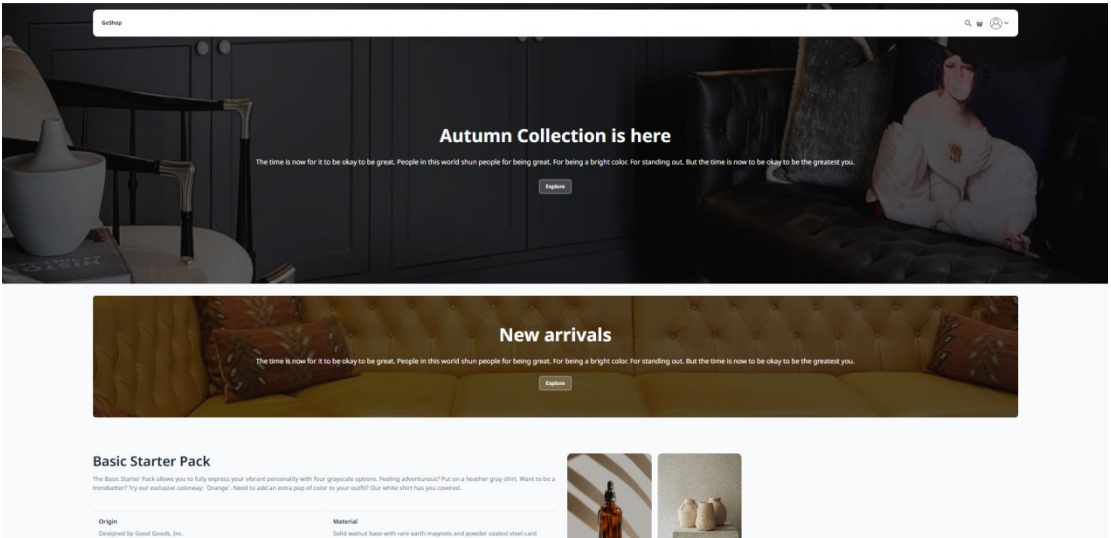 GoShop
Autumn Collection is here
The time is now for it to be okay to be great. People in this world shun people for being great. For being a bright color. For standing out. But the time is now to be okay to be the greatest you.
Explore
New arrivals
The time is now for it to be okay to be great. People in this world shun people for being great. For being a bright color. For standing out. But the time is now to be okay to be the greatest you.
Explore
Basic Starter Pack
The Basic Starter Pack allows you to fully express your vibrant personality with four grayscale options. Feeling adventurous? Put on a heather gray shirt. Want to be a
trendsetter? Try our exclusive colorway: `Orange`. Need to add an extra pop of color to your outfit? Our white shirt has you covered.
Origin
Designed by Good Goods, Inc.
Material
Solid walnut base with rare earth magnets and powder coated steel card